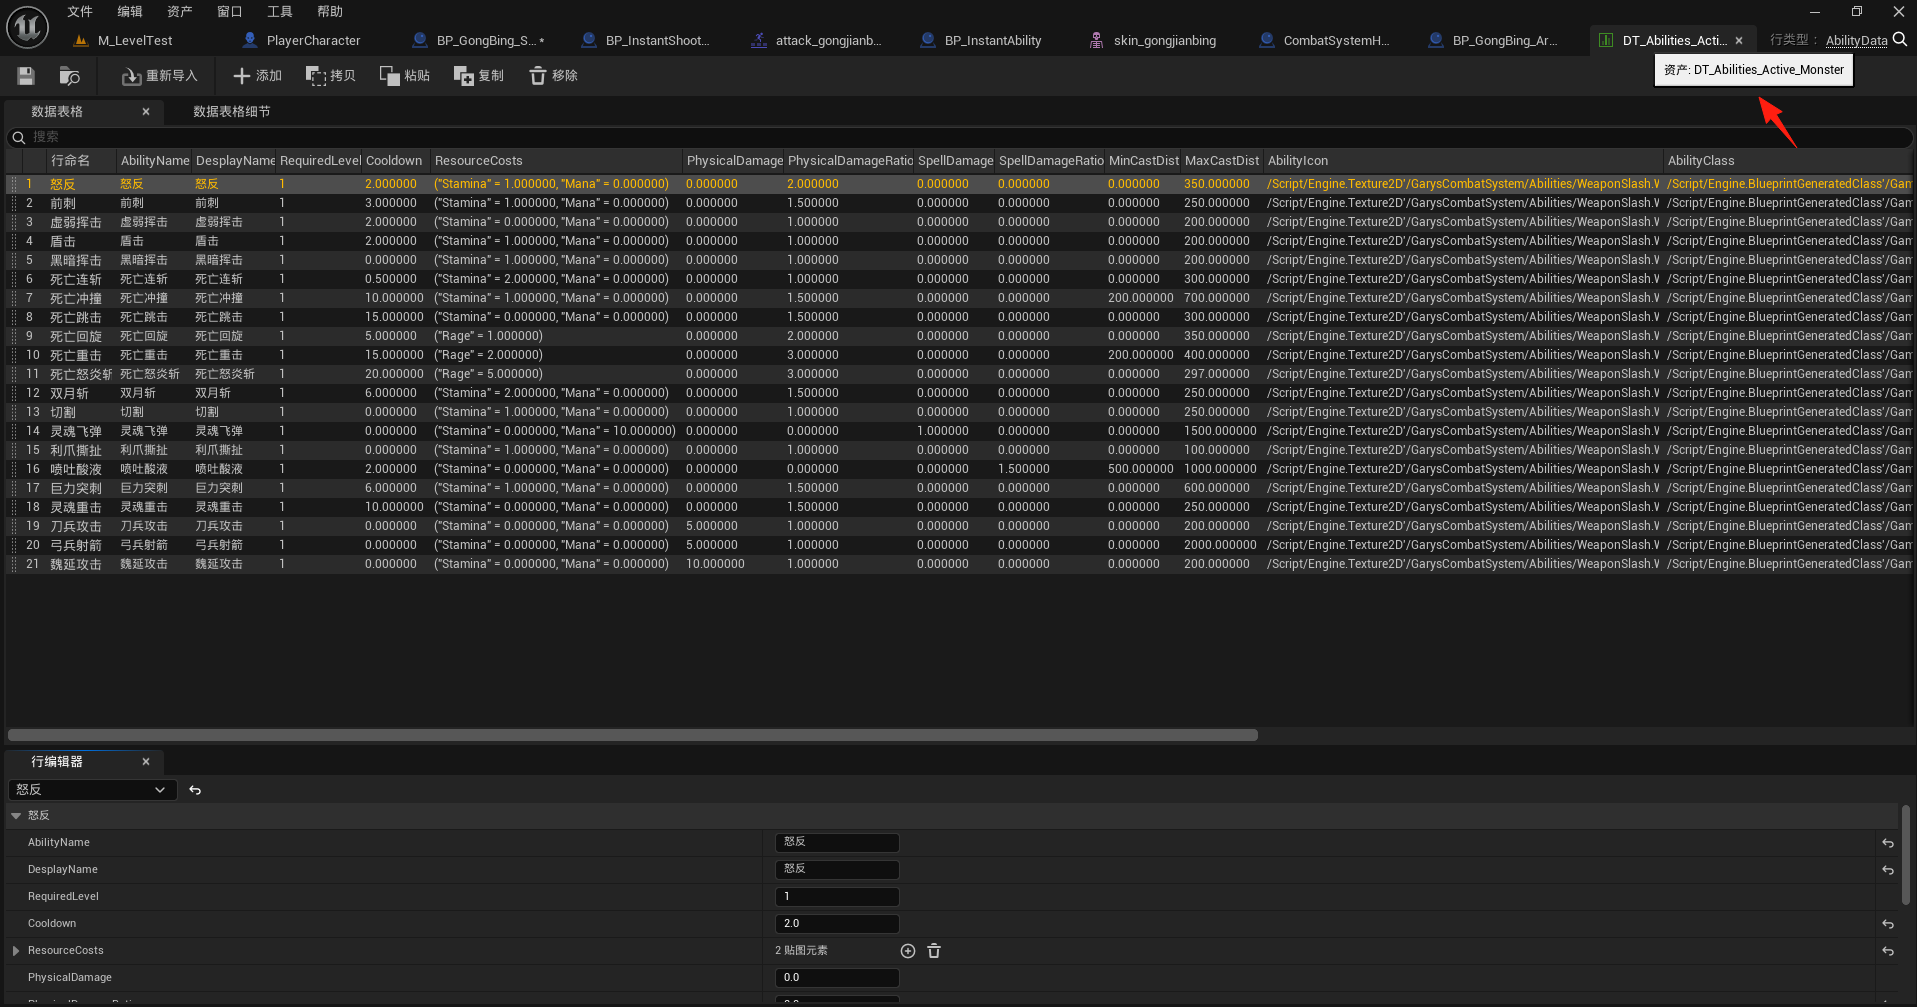 文件 编辑 资产 窗口 工具 帮助
M_LevelTest PlayerCharacter BP_GongBing_S...* BP_InstantShoot... attack_gongjianb... BP_InstantAbility skin_gongjianbing CombatSystemH... BP_GongBing_Ar... DT_Abilities_Acti... 行类型： AbilityData
重新导入 添加 拷贝 粘贴 复制 移除
资产: DT_Abilities_Active_Monster
数据表格 数据表格细节
搜索
行命名 AbilityName DesplayName RequiredLevel Cooldown ResourceCosts PhysicalDamage PhysicalDamageRatio SpellDamage SpellDamageRatio MinCastDist MaxCastDist AbilityIcon AbilityClass
1 怒反 怒反 怒反 1 2.000000 ("Stamina" = 1.000000, "Mana" = 0.000000) 0.000000 2.000000 0.000000 0.000000 0.000000 350.000000 /Script/Engine.Texture2D'/GarysCombatSystem/Abilities/WeaponSlash.W /Script/Engine.BlueprintGeneratedClass'/Gam
2 前刺 前刺 前刺 1 3.000000 ("Stamina" = 1.000000, "Mana" = 0.000000) 0.000000 1.500000 0.000000 0.000000 0.000000 250.000000 /Script/Engine.Texture2D'/GarysCombatSystem/Abilities/WeaponSlash.W /Script/Engine.BlueprintGeneratedClass'/Gam
3 虚弱挥击 虚弱挥击 虚弱挥击 1 2.000000 ("Stamina" = 0.000000, "Mana" = 0.000000) 0.000000 1.000000 0.000000 0.000000 0.000000 200.000000 /Script/Engine.Texture2D'/GarysCombatSystem/Abilities/WeaponSlash.W /Script/Engine.BlueprintGeneratedClass'/Gam
4 盾击 盾击 盾击 1 2.000000 ("Stamina" = 1.000000, "Mana" = 0.000000) 0.000000 1.000000 0.000000 0.000000 0.000000 200.000000 /Script/Engine.Texture2D'/GarysCombatSystem/Abilities/WeaponSlash.W /Script/Engine.BlueprintGeneratedClass'/Gam
5 黑暗挥击 黑暗挥击 黑暗挥击 1 0.000000 ("Stamina" = 1.000000, "Mana" = 0.000000) 0.000000 1.000000 0.000000 0.000000 0.000000 200.000000 /Script/Engine.Texture2D'/GarysCombatSystem/Abilities/WeaponSlash.W /Script/Engine.BlueprintGeneratedClass'/Gam
6 死亡连斩 死亡连斩 死亡连斩 1 0.500000 ("Stamina" = 2.000000, "Mana" = 0.000000) 0.000000 1.000000 0.000000 0.000000 0.000000 300.000000 /Script/Engine.Texture2D'/GarysCombatSystem/Abilities/WeaponSlash.W /Script/Engine.BlueprintGeneratedClass'/Gam
7 死亡冲撞 死亡冲撞 死亡冲撞 1 10.000000 ("Stamina" = 1.000000, "Mana" = 0.000000) 0.000000 1.500000 0.000000 0.000000 200.000000 700.000000 /Script/Engine.Texture2D'/GarysCombatSystem/Abilities/WeaponSlash.W /Script/Engine.BlueprintGeneratedClass'/Gam
8 死亡跳击 死亡跳击 死亡跳击 1 15.000000 ("Stamina" = 0.000000, "Mana" = 0.000000) 0.000000 1.500000 0.000000 0.000000 0.000000 300.000000 /Script/Engine.Texture2D'/GarysCombatSystem/Abilities/WeaponSlash.W /Script/Engine.BlueprintGeneratedClass'/Gam
9 死亡回旋 死亡回旋 死亡回旋 1 5.000000 ("Rage" = 1.000000) 0.000000 2.000000 0.000000 0.000000 0.000000 350.000000 /Script/Engine.Texture2D'/GarysCombatSystem/Abilities/WeaponSlash.W /Script/Engine.BlueprintGeneratedClass'/Gam
10 死亡重击 死亡重击 死亡重击 1 15.000000 ("Rage" = 2.000000) 0.000000 3.000000 0.000000 0.000000 200.000000 400.000000 /Script/Engine.Texture2D'/GarysCombatSystem/Abilities/WeaponSlash.W /Script/Engine.BlueprintGeneratedClass'/Gam
11 死亡怒炎斩 死亡怒炎斩 死亡怒炎斩 1 20.000000 ("Rage" = 5.000000) 0.000000 3.000000 0.000000 0.000000 0.000000 297.000000 /Script/Engine.Texture2D'/GarysCombatSystem/Abilities/WeaponSlash.W /Script/Engine.BlueprintGeneratedClass'/Gam
12 双月斩 双月斩 双月斩 1 6.000000 ("Stamina" = 2.000000, "Mana" = 0.000000) 0.000000 1.500000 0.000000 0.000000 0.000000 250.000000 /Script/Engine.Texture2D'/GarysCombatSystem/Abilities/WeaponSlash.W /Script/Engine.BlueprintGeneratedClass'/Gam
13 切割 切割 切割 1 0.000000 ("Stamina" = 1.000000, "Mana" = 0.000000) 0.000000 1.000000 0.000000 0.000000 0.000000 250.000000 /Script/Engine.Texture2D'/GarysCombatSystem/Abilities/WeaponSlash.W /Script/Engine.BlueprintGeneratedClass'/Gam
14 灵魂飞弹 灵魂飞弹 灵魂飞弹 1 0.000000 ("Stamina" = 0.000000, "Mana" = 10.000000) 0.000000 0.000000 1.000000 0.000000 0.000000 1500.000000 /Script/Engine.Texture2D'/GarysCombatSystem/Abilities/WeaponSlash.W /Script/Engine.BlueprintGeneratedClass'/Gam
15 利爪撕扯 利爪撕扯 利爪撕扯 1 0.000000 ("Stamina" = 0.000000, "Mana" = 0.000000) 0.000000 1.000000 0.000000 0.000000 0.000000 100.000000 /Script/Engine.Texture2D'/GarysCombatSystem/Abilities/WeaponSlash.W /Script/Engine.BlueprintGeneratedClass'/Gam
16 喷吐酸液 喷吐酸液 喷吐酸液 1 2.000000 ("Stamina" = 0.000000, "Mana" = 0.000000) 0.000000 0.000000 0.000000 1.500000 500.000000 1000.000000 /Script/Engine.Texture2D'/GarysCombatSystem/Abilities/WeaponSlash.W /Script/Engine.BlueprintGeneratedClass'/Gam
17 巨力突刺 巨力突刺 巨力突刺 1 6.000000 ("Stamina" = 1.000000, "Mana" = 0.000000) 0.000000 1.500000 0.000000 0.000000 0.000000 600.000000 /Script/Engine.Texture2D'/GarysCombatSystem/Abilities/WeaponSlash.W /Script/Engine.BlueprintGeneratedClass'/Gam
18 灵魂重击 灵魂重击 灵魂重击 1 10.000000 ("Stamina" = 0.000000, "Mana" = 0.000000) 0.000000 1.500000 0.000000 0.000000 0.000000 250.000000 /Script/Engine.Texture2D'/GarysCombatSystem/Abilities/WeaponSlash.W /Script/Engine.BlueprintGeneratedClass'/Gam
19 刀兵攻击 刀兵攻击 刀兵攻击 1 0.000000 ("Stamina" = 0.000000, "Mana" = 0.000000) 5.000000 1.000000 0.000000 0.000000 0.000000 200.000000 /Script/Engine.Texture2D'/GarysCombatSystem/Abilities/WeaponSlash.W /Script/Engine.BlueprintGeneratedClass'/Gam
20 弓兵射箭 弓兵射箭 弓兵射箭 1 0.000000 ("Stamina" = 0.000000, "Mana" = 0.000000) 5.000000 1.000000 0.000000 0.000000 0.000000 2000.000000 /Script/Engine.Texture2D'/GarysCombatSystem/Abilities/WeaponSlash.W /Script/Engine.BlueprintGeneratedClass'/Gam
21 魏延攻击 魏延攻击 魏延攻击 1 0.000000 ("Stamina" = 0.000000, "Mana" = 0.000000) 10.000000 1.000000 0.000000 0.000000 0.000000 200.000000 /Script/Engine.Texture2D'/GarysCombatSystem/Abilities/WeaponSlash.W /Script/Engine.BlueprintGeneratedClass'/Gam
行编辑器
怒反
怒反
AbilityName 怒反
DesplayName 怒反
RequiredLevel 1
Cooldown 2.0
ResourceCosts 2 贴图元素
PhysicalDamage 0.0